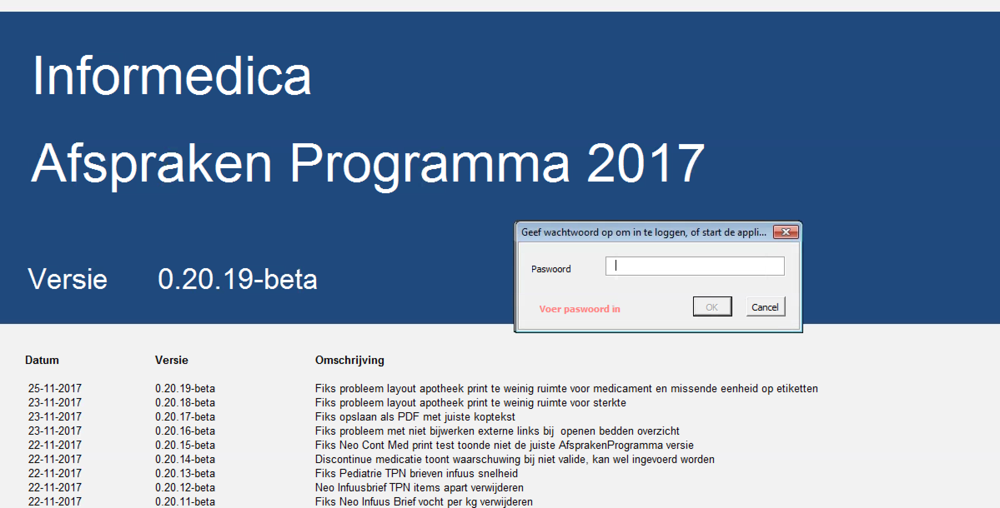 Informedica
Afspraken Programma 2017
Versie 0.20.19-beta
Geef wachtwoord op om in te loggen, of start de appli...
Paswoord
Voer paswoord in
OK Cancel
Datum Versie Omschrijving
25-11-2017 0.20.19-beta Fiks probleem layout apotheek print te weinig ruimte voor medicament en missende eenheid op etiketten
23-11-2017 0.20.18-beta Fiks probleem layout apotheek print te weinig ruimte voor sterkte
23-11-2017 0.20.17-beta Fiks opslaan als PDF met juiste koptekst
23-11-2017 0.20.16-beta Fiks probleem met niet bijwerken externe links bij  openen bedden overzicht
22-11-2017 0.20.15-beta Fiks Neo Cont Med print test toonde niet de juiste AfsprakenProgramma versie
22-11-2017 0.20.14-beta Discontinue medicatie toont waarschuwing bij niet valide, kan wel ingevoerd worden
22-11-2017 0.20.13-beta Fiks Pediatrie TPN brieven infuus snelheid
22-11-2017 0.20.12-beta Neo Infuusbrief TPN items apart verwijderen
22-11-2017 0.20.11-beta Fiks Neo Infuus Brief vocht per kg verwijderen